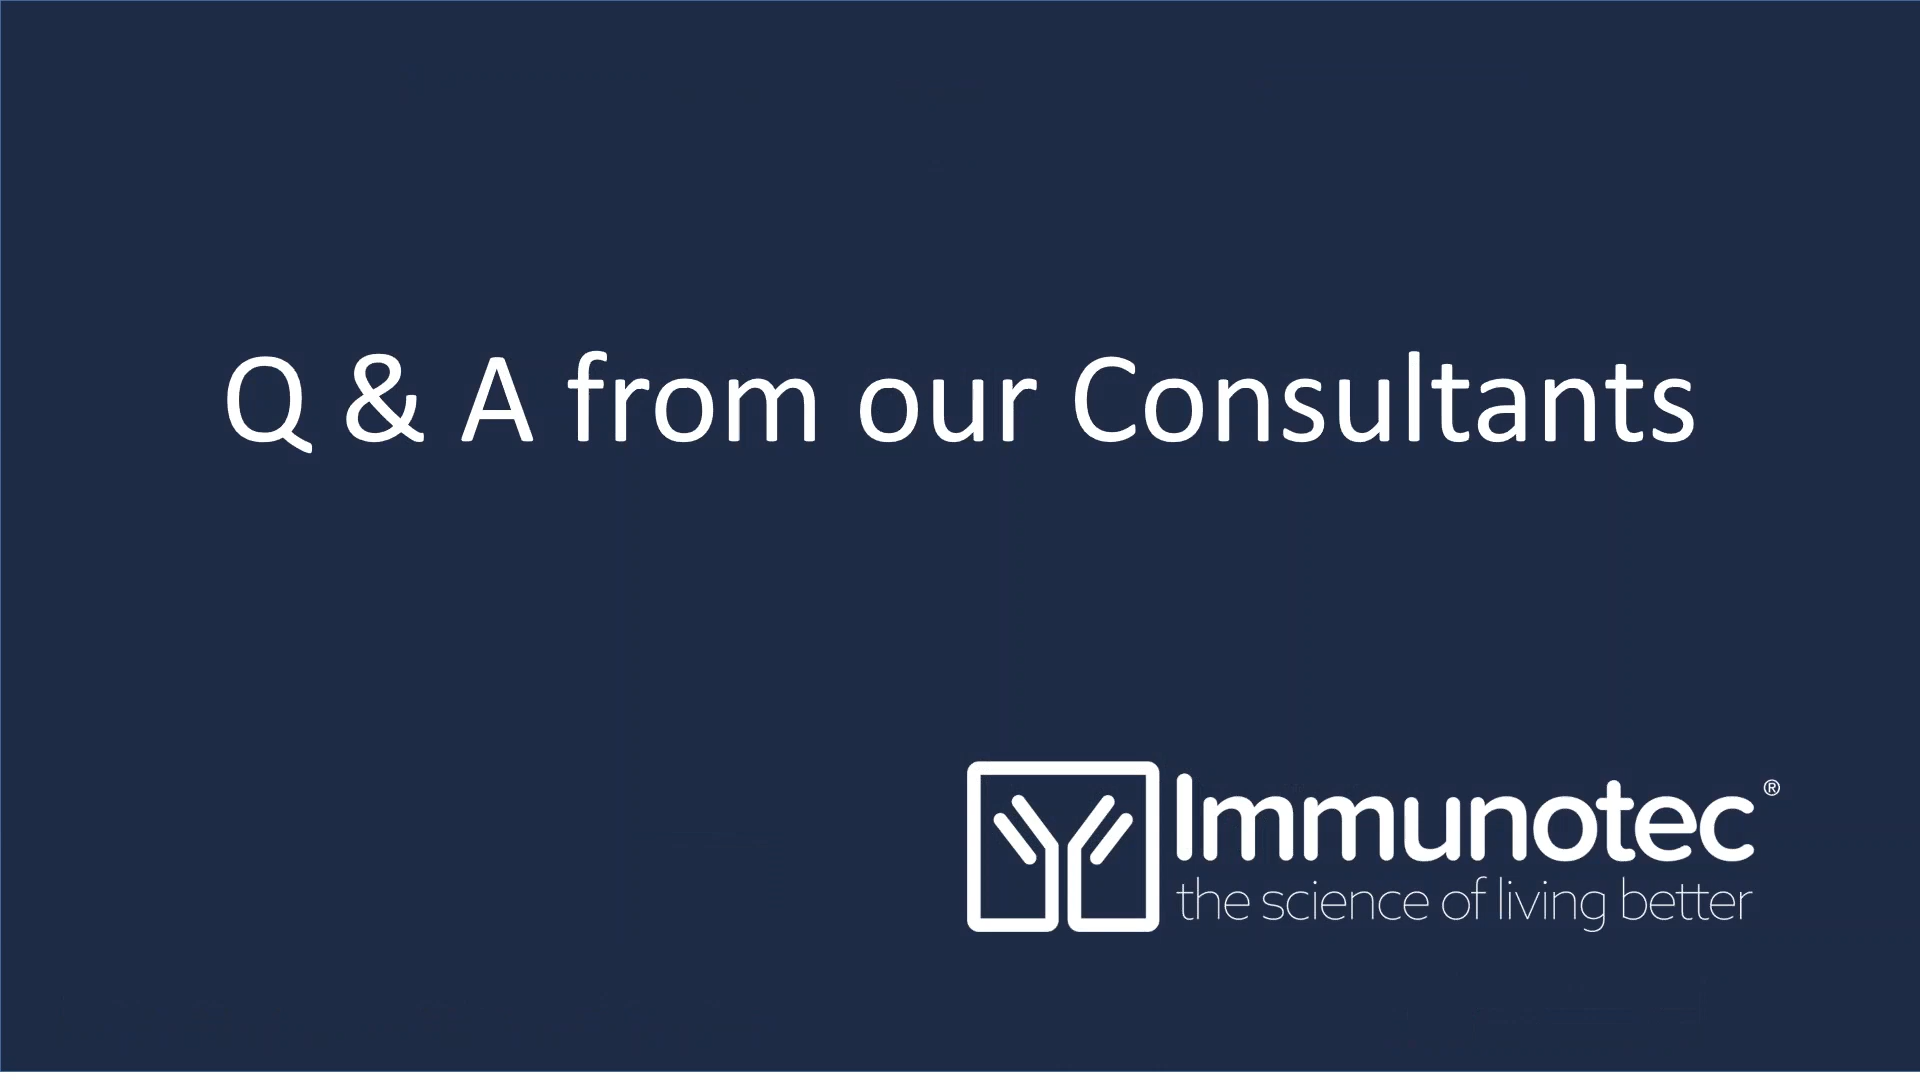 Q & A from our Consultants
Immunotec®
the science of living better